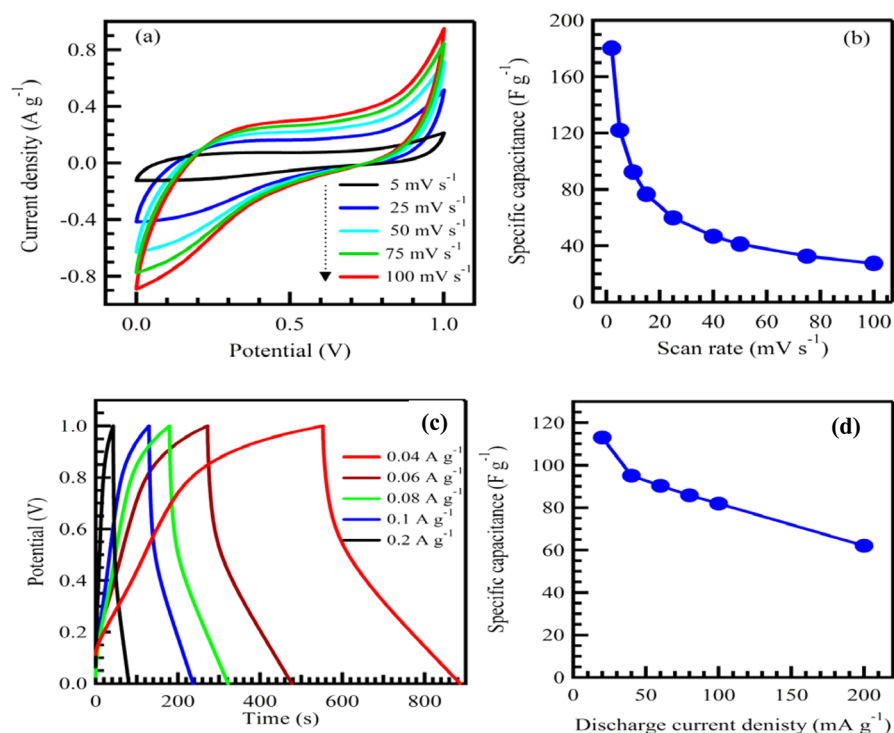 (a)
Current density (A g-1)
0.8
0.4
0.0
-0.4
-0.8
5 mV s-1
25 mV s-1
50 mV s-1
75 mV s-1
100 mV s-1
0.0 0.5 1.0
Potential (V)
(b)
Specific capacitance (F g-1)
200
160
120
80
40
0
0 20 40 60 80 100
Scan rate (mV s-1)
(c)
Potential (V)
1.0
0.8
0.6
0.4
0.2
0.0
0.04 A g-1
0.06 A g-1
0.08 A g-1
0.1 A g-1
0.2 A g-1
0 200 400 600 800
Time (s)
(d)
Specific capacitance (F g-1)
120
100
80
60
40
20
0
0 50 100 150 200
Discharge current denisty (mA g-1)